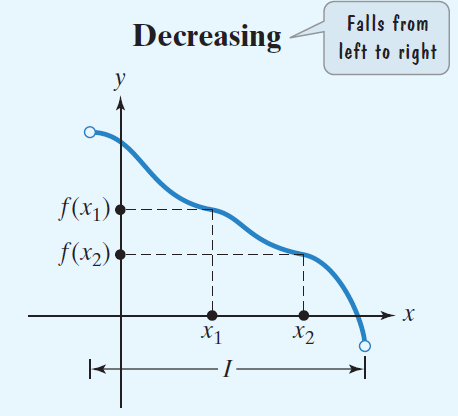 Decreasing
Falls from
left to right
y
f(x₁)
f(x₂)
x
x₁
x₂
I